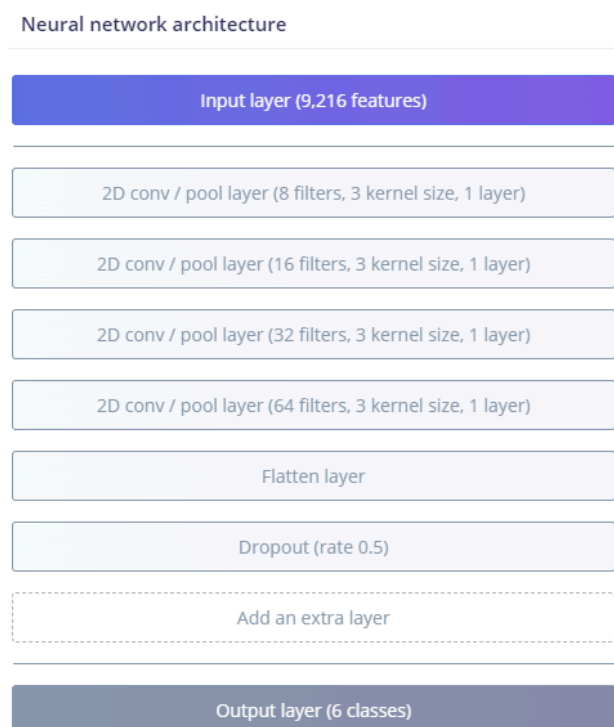 Neural network architecture
Input layer (9,216 features)
2D conv / pool layer (8 filters, 3 kernel size, 1 layer)
2D conv / pool layer (16 filters, 3 kernel size, 1 layer)
2D conv / pool layer (32 filters, 3 kernel size, 1 layer)
2D conv / pool layer (64 filters, 3 kernel size, 1 layer)
Flatten layer
Dropout (rate 0.5)
Add an extra layer
Output layer (6 classes)